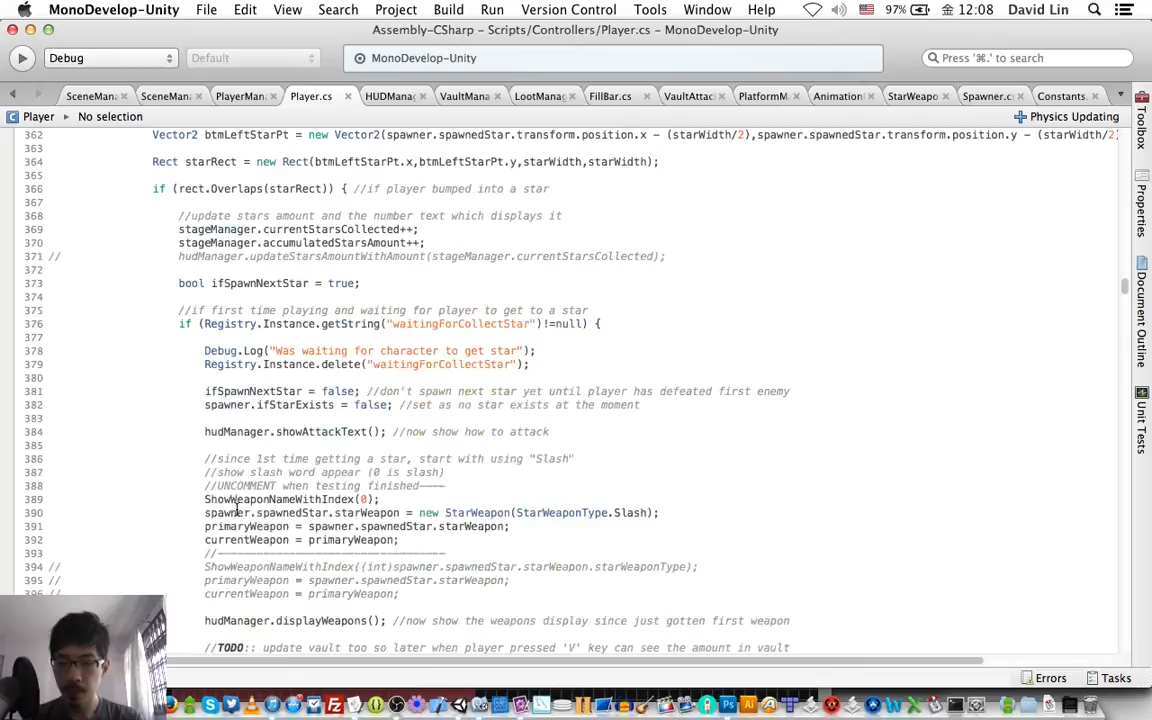 MonoDevelop-Unity File Edit View Search Project Build Run Version Control Tools Window Help 97% 12:08 David Lin
Assembly-CSharp - Scripts/Controllers/Player.cs - MonoDevelop-Unity
Debug Default MonoDevelop-Unity Press '⌘.' to search
SceneMan SceneMan PlayerMan Player.cs HUDManag VaultMana LootManag FillBar.cs VaultAttac PlatformM Animation StarWeapo Spawner.cs Constants.
Player No selection Physics Updating
362 Vector2 btmLeftStarPt = new Vector2(spawner.spawnedStar.transform.position.x - (starWidth/2),spawner.spawnedStar.transform.position.y - (starWidth/2)
363
364 Rect starRect = new Rect(btmLeftStarPt.x,btmLeftStarPt.y,starWidth,starWidth);
365
366 if (rect.Overlaps(starRect)) { //if player bumped into a star
367
368 //update stars amount and the number text which displays it
369 stageManager.currentStarsCollected++;
370 stageManager.accumulatedStarsAmount++;
371 // hudManager.updateStarsAmountWithAmount(stageManager.currentStarsCollected);
372
373 bool ifSpawnNextStar = true;
374
375 //if first time playing and waiting for player to get to a star
376 if (Registry.Instance.getString("waitingForCollectStar")!=null) {
377
378 Debug.Log("Was waiting for character to get star");
379 Registry.Instance.delete("waitingForCollectStar");
380
381 ifSpawnNextStar = false; //don't spawn next star yet until player has defeated first enemy
382 spawner.ifStarExists = false; //set as no star exists at the moment
383
384 hudManager.showAttackText(); //now show how to attack
385
386 //since 1st time getting a star, start with using "Slash"
387 //show slash word appear (0 is slash)
388 //UNCOMMENT when testing finished----
389 ShowWeaponNameWithIndex(0);
390 spawner.spawnedStar.starWeapon = new StarWeapon(StarWeaponType.Slash);
391 primaryWeapon = spawner.spawnedStar.starWeapon;
392 currentWeapon = primaryWeapon;
393 //-----------------------------------
394 // ShowWeaponNameWithIndex((int)spawner.spawnedStar.starWeapon.starWeaponType);
395 // primaryWeapon = spawner.spawnedStar.starWeapon;
396 // currentWeapon = primaryWeapon;
hudManager.displayWeapons(); //now show the weapons display since just gotten first weapon
//TODO:: update vault too so later when player pressed 'V' key can see the amount in vault
Errors Tasks
Toolbox
Properties
Document Outline
Unit Tests